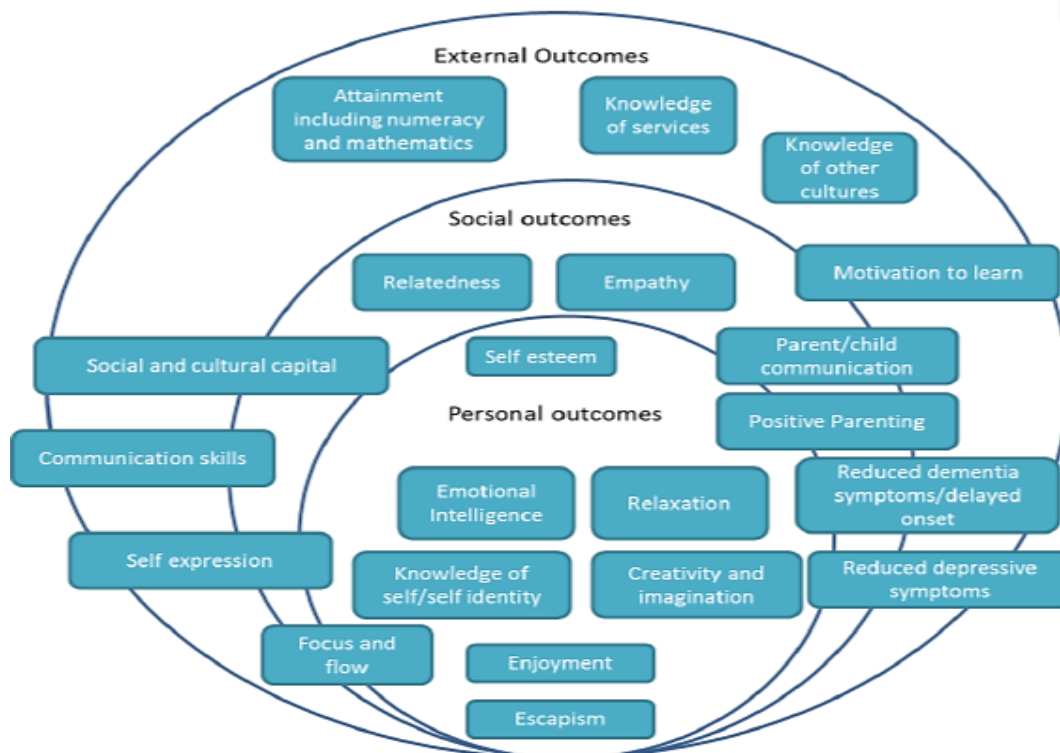 External Outcomes
Attainment
including numeracy
and mathematics
Knowledge
of services
Knowledge
of other
cultures
Social outcomes
Relatedness
Empathy
Motivation to learn
Social and cultural capital
Self esteem
Parent/child
communication
Personal outcomes
Positive Parenting
Communication skills
Emotional
Intelligence
Relaxation
Reduced dementia
symptoms/delayed
onset
Self expression
Knowledge of
self/self identity
Creativity and
imagination
Reduced depressive
symptoms
Focus and
flow
Enjoyment
Escapism